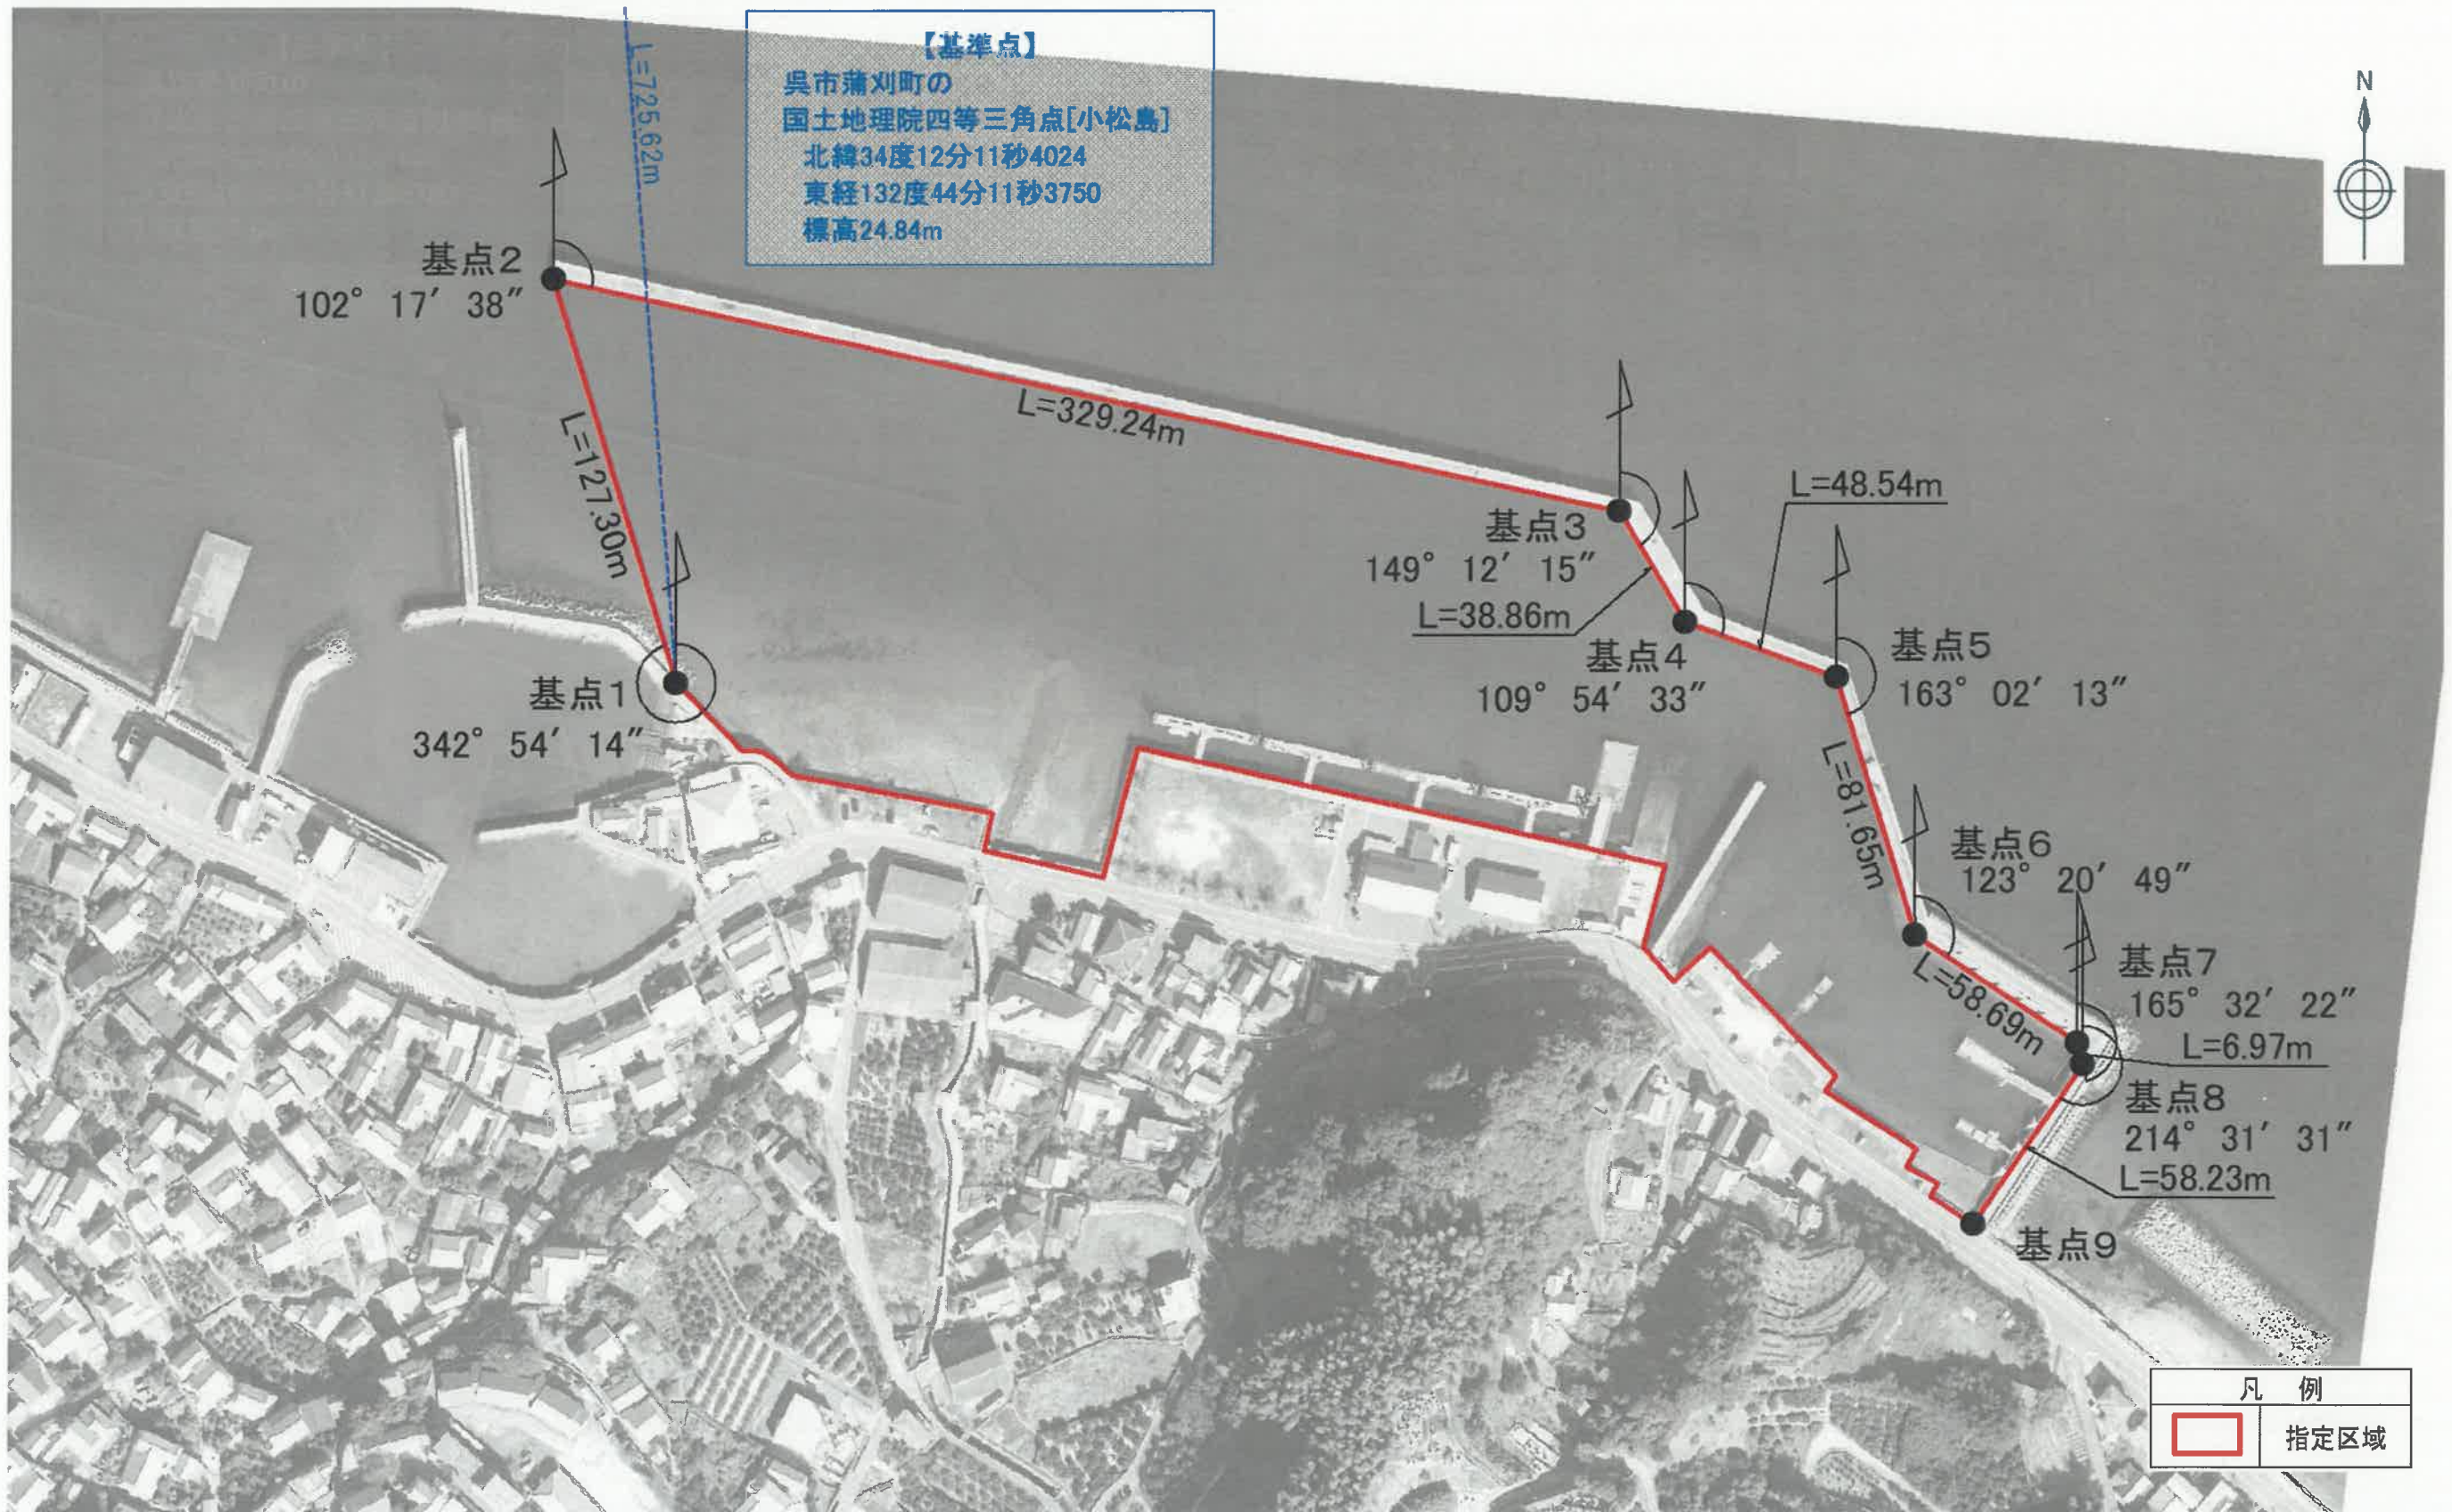 【基準点】
呉市蒲刈町の
国土地理院四等三角点[小松島]
北緯34度12分11秒4024
東経132度44分11秒3750
標高24.84m
L=725.62m
N
基点2
102° 17′ 38″
L=329.24m
L=127.30m
L=48.54m
基点3
149° 12′ 15″
L=38.86m
基点4
109° 54′ 33″
基点5
163° 02′ 13″
基点1
342° 54′ 14″
L=81.65m
基点6
123° 20′ 49″
L=58.69m
基点7
165° 32′ 22″
L=6.97m
基点8
214° 31′ 31″
L=58.23m
基点9
凡 例
指定区域